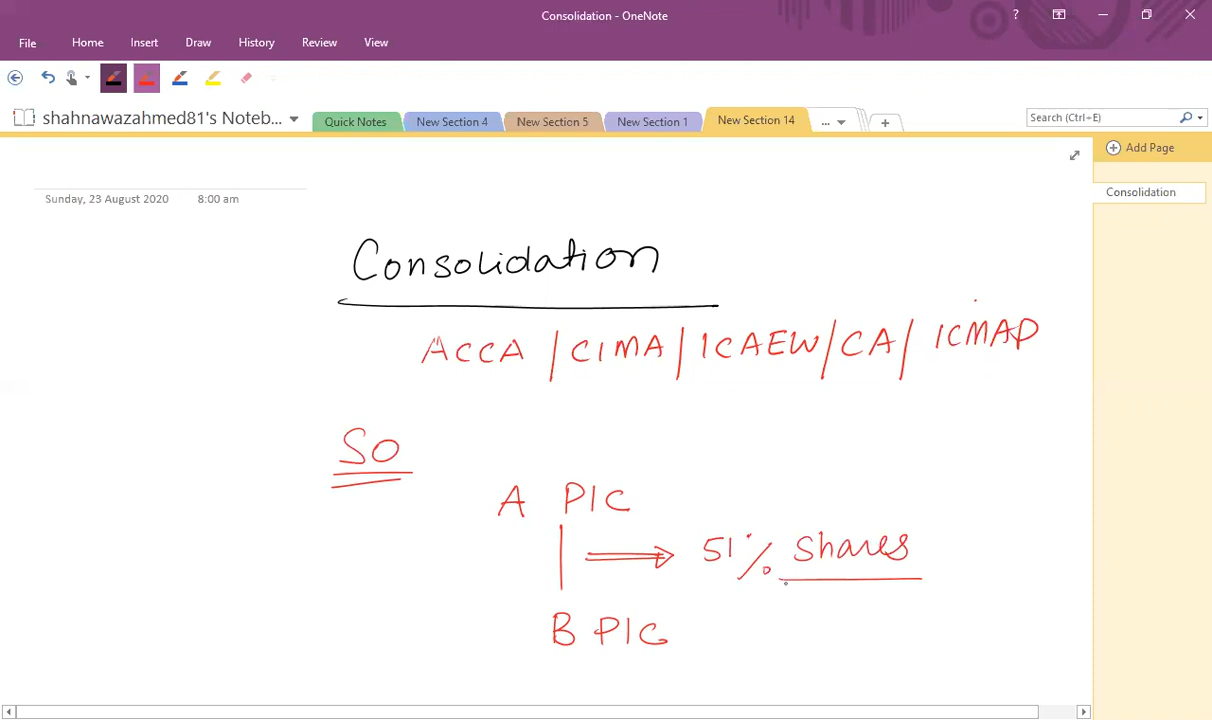 Consolidation - OneNote
?
File Home Insert Draw History Review View
shahnawazahmed81's Noteb... Quick Notes New Section 4 New Section 5 New Section 1 New Section 14 ... + Search (Ctrl+E)
Add Page
Consolidation
Sunday, 23 August 2020 8:00 am
Consolidation
ACCA / CIMA / ICAEW / CA / ICMAP
SO
A PIC
51% Shares
B PIC